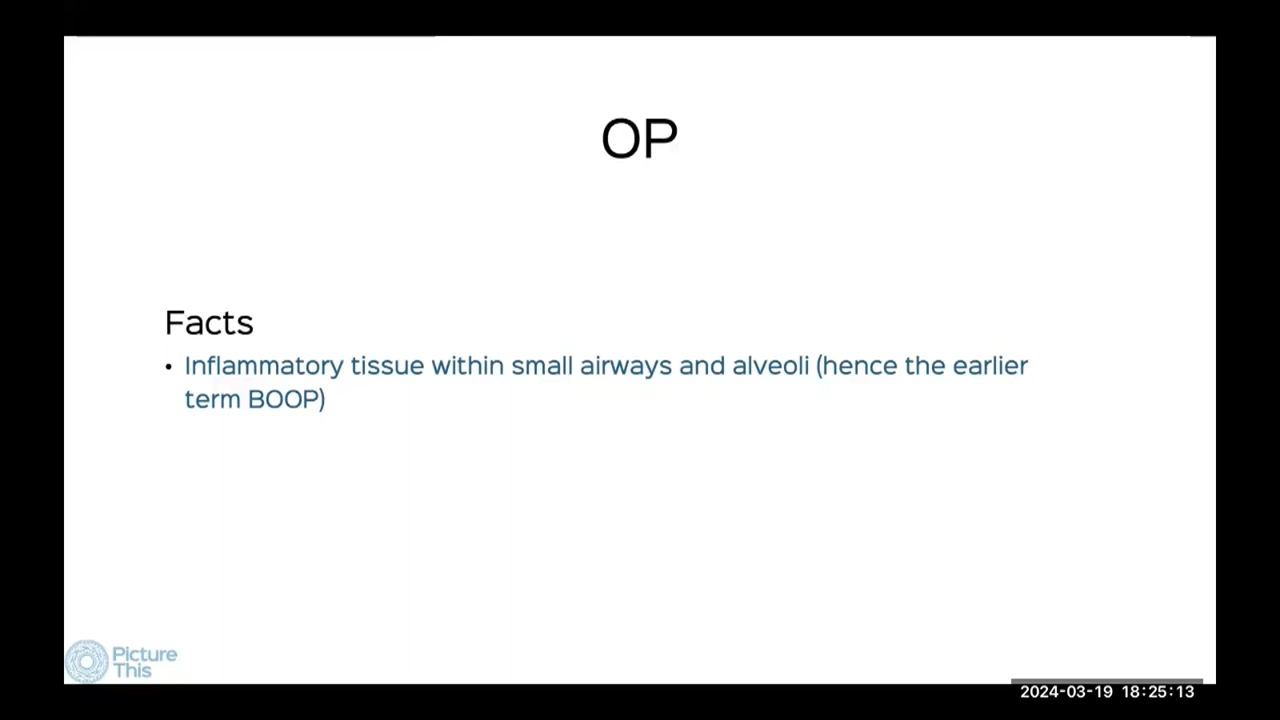 OP
Facts
• Inflammatory tissue within small airways and alveoli (hence the earlier
term BOOP)
Picture
This
2024-03-19 18:25:13